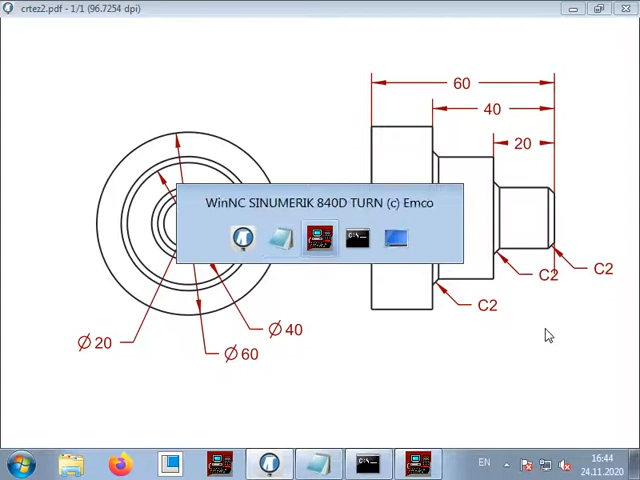 crtez2.pdf - 1/1 (96.7254 dpi)
60
40
20
WinNC SINUMERIK 840D TURN (c) Emco
C2
C2
C2
Ø 40
Ø 20
Ø 60
C:\
EN
16:44
24.11.2020